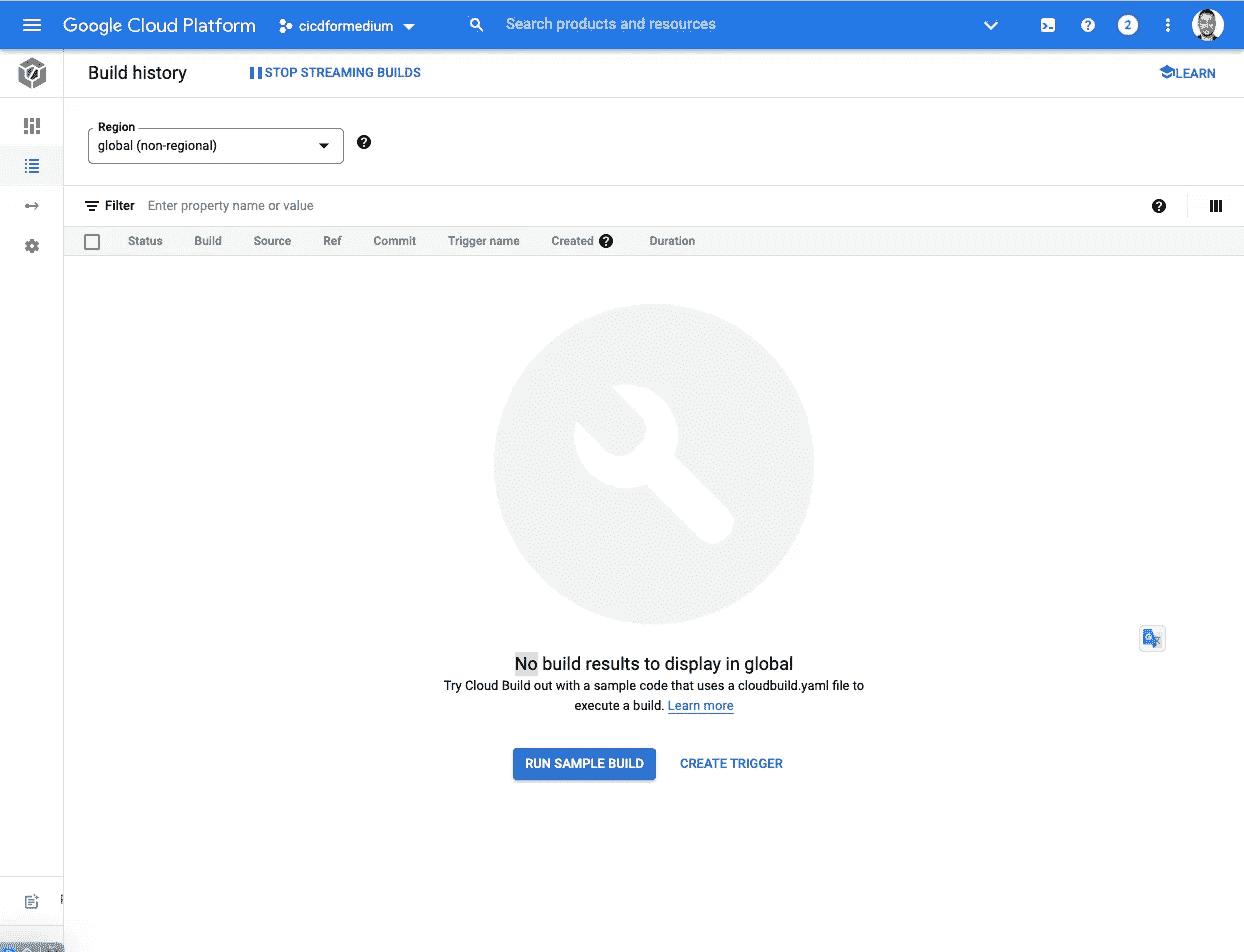 Google Cloud Platform
cicdformedium
Search products and resources
2
Build history
STOP STREAMING BUILDS
LEARN
Region
global (non-regional)
Filter
Enter property name or value
Status Build Source Ref Commit Trigger name Created Duration
No build results to display in global
Try Cloud Build out with a sample code that uses a cloudbuild.yaml file to
execute a build. Learn more
RUN SAMPLE BUILD
CREATE TRIGGER